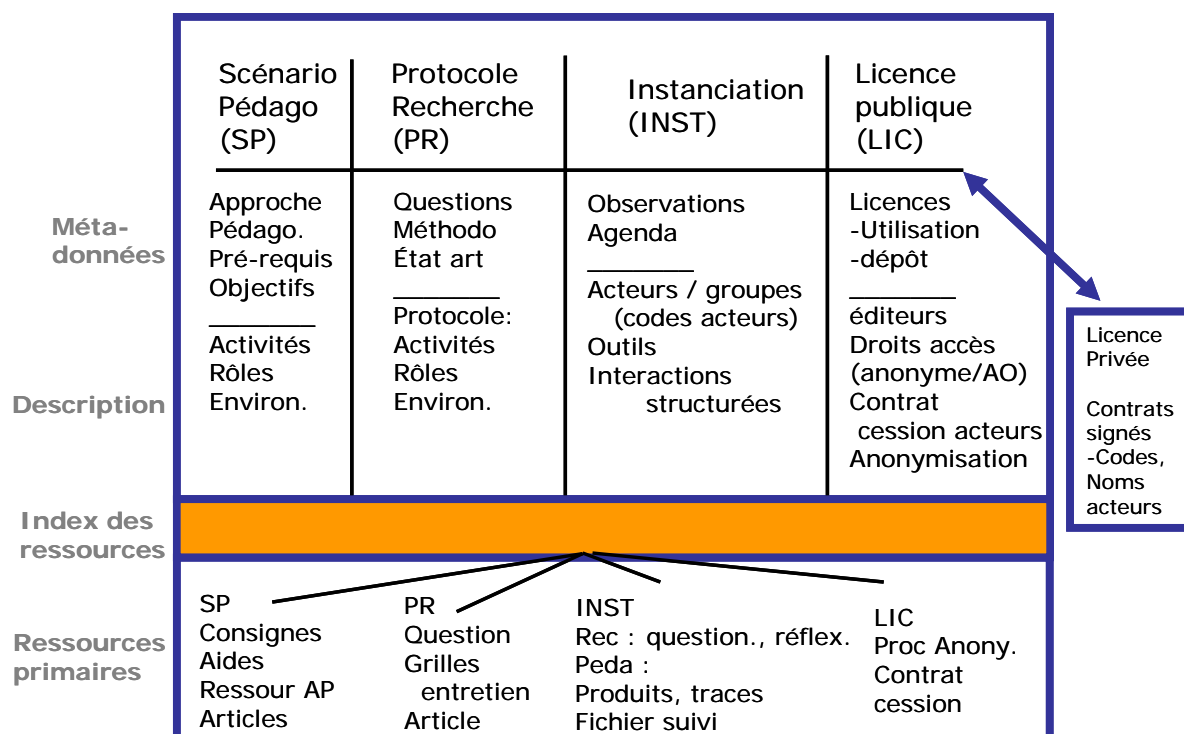 Scénario
Pédago
(SP)
Protocole
Recherche
(PR)
Instanciation
(INST)
Licence
publique
(LIC)
Méta-
données
Description
Approche
Pédago.
Pré-requis
Objectifs
_______
Activités
Rôles
Environ.
Questions
Méthodo
État art
_______
Protocole:
Activités
Rôles
Environ.
Observations
Agenda
_______
Acteurs / groupes
(codes acteurs)
Outils
Interactions
structurées
Licences
-Utilisation
-dépôt
_______
éditeurs
Droits accès
(anonyme/AO)
Contrat
cession acteurs
Anonymisation
Licence
Privée
Contrats
signés
-Codes,
Noms
acteurs
Index des
ressources
Ressources
primaires
SP
Consignes
Aides
Ressour AP
Articles
PR
Question
Grilles
entretien
Article
INST
Rec : question., réflex.
Peda :
Produits, traces
Fichier suivi
LIC
Proc Anony.
Contrat
cession